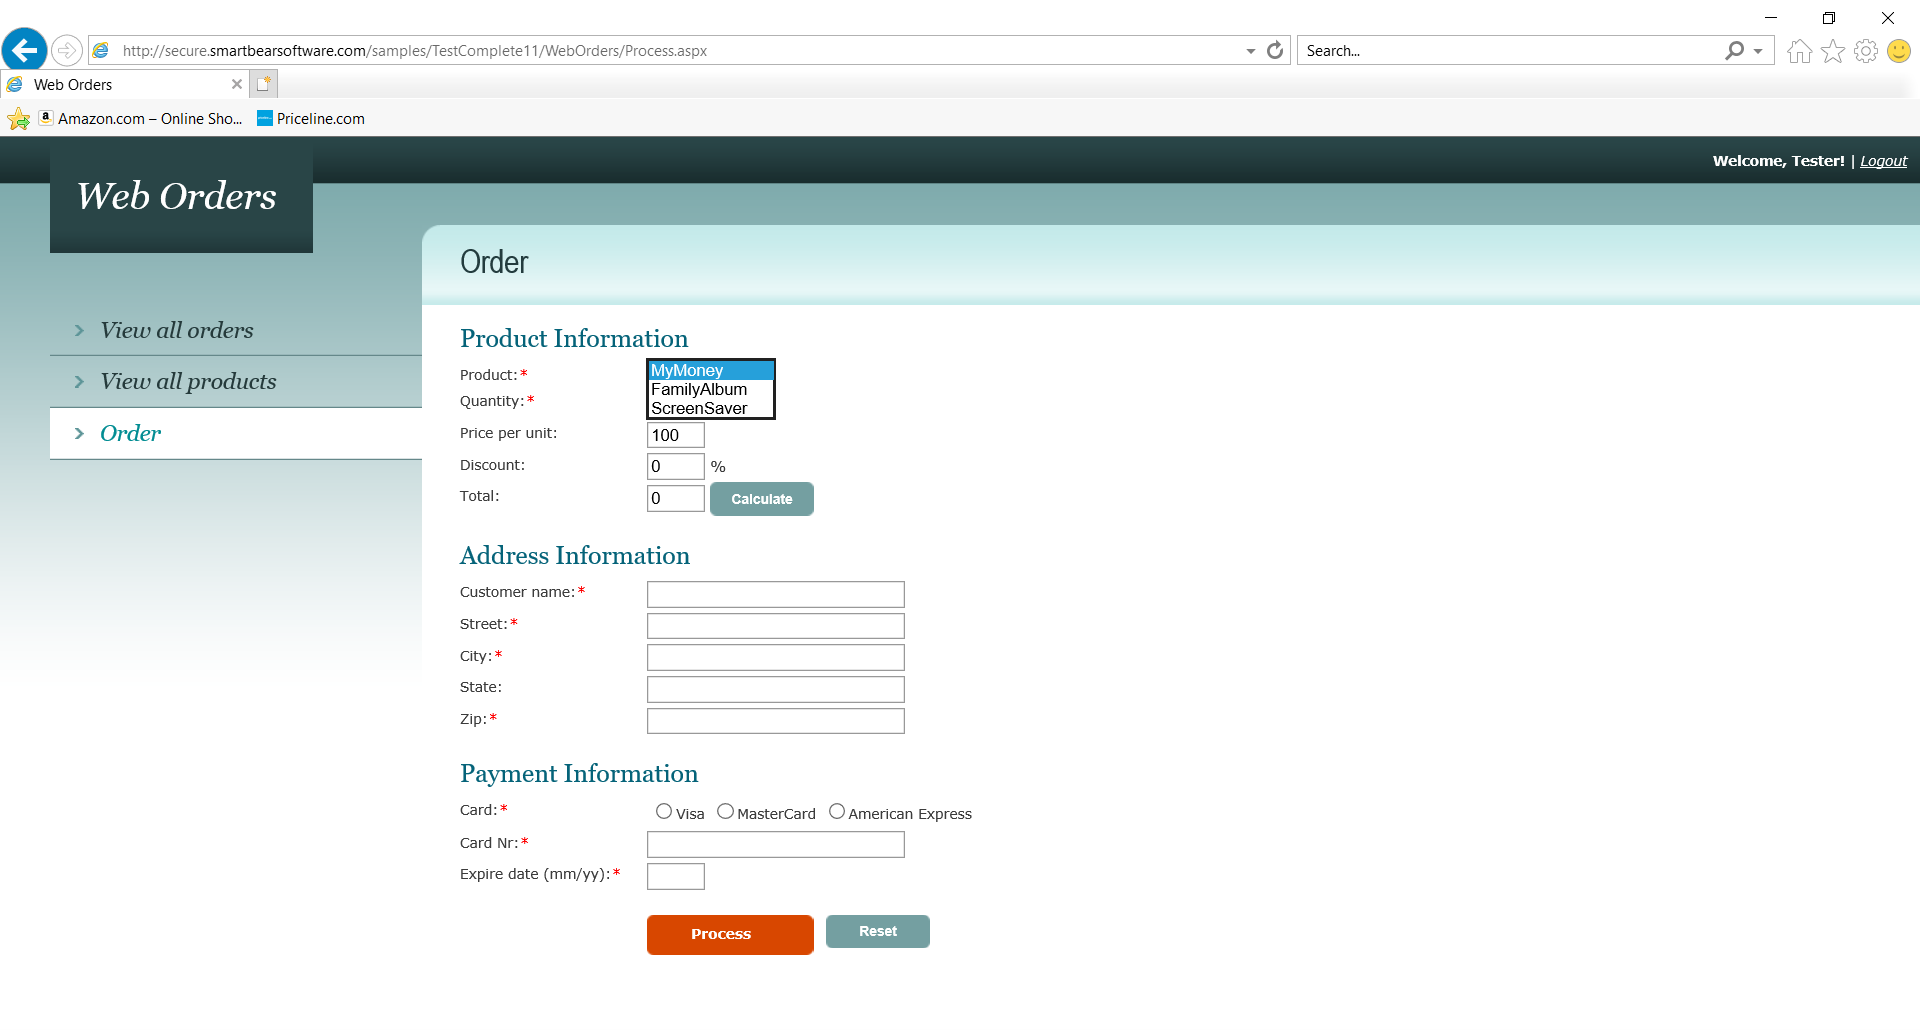 http://secure.smartbearsoftware.com/samples/TestComplete11/WebOrders/Process.aspx
Search...
Web Orders
Amazon.com – Online Sho...
Priceline.com
Welcome, Tester! | Logout
Web Orders
Order
View all orders
View all products
Order
Product Information
Product:*
MyMoney
FamilyAlbum
ScreenSaver
Quantity:*
Price per unit: 100
Discount: 0 %
Total: 0 Calculate
Address Information
Customer name:*
Street:*
City:*
State:
Zip:*
Payment Information
Card:* Visa MasterCard American Express
Card Nr:*
Expire date (mm/yy):*
Process Reset